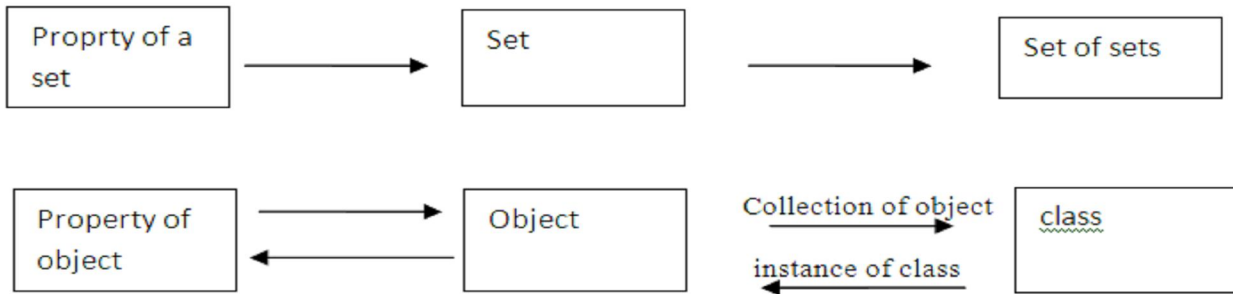 Proprty of a
set
Set
Set of sets
Property of
object
Object
Collection of object
instance of class
class